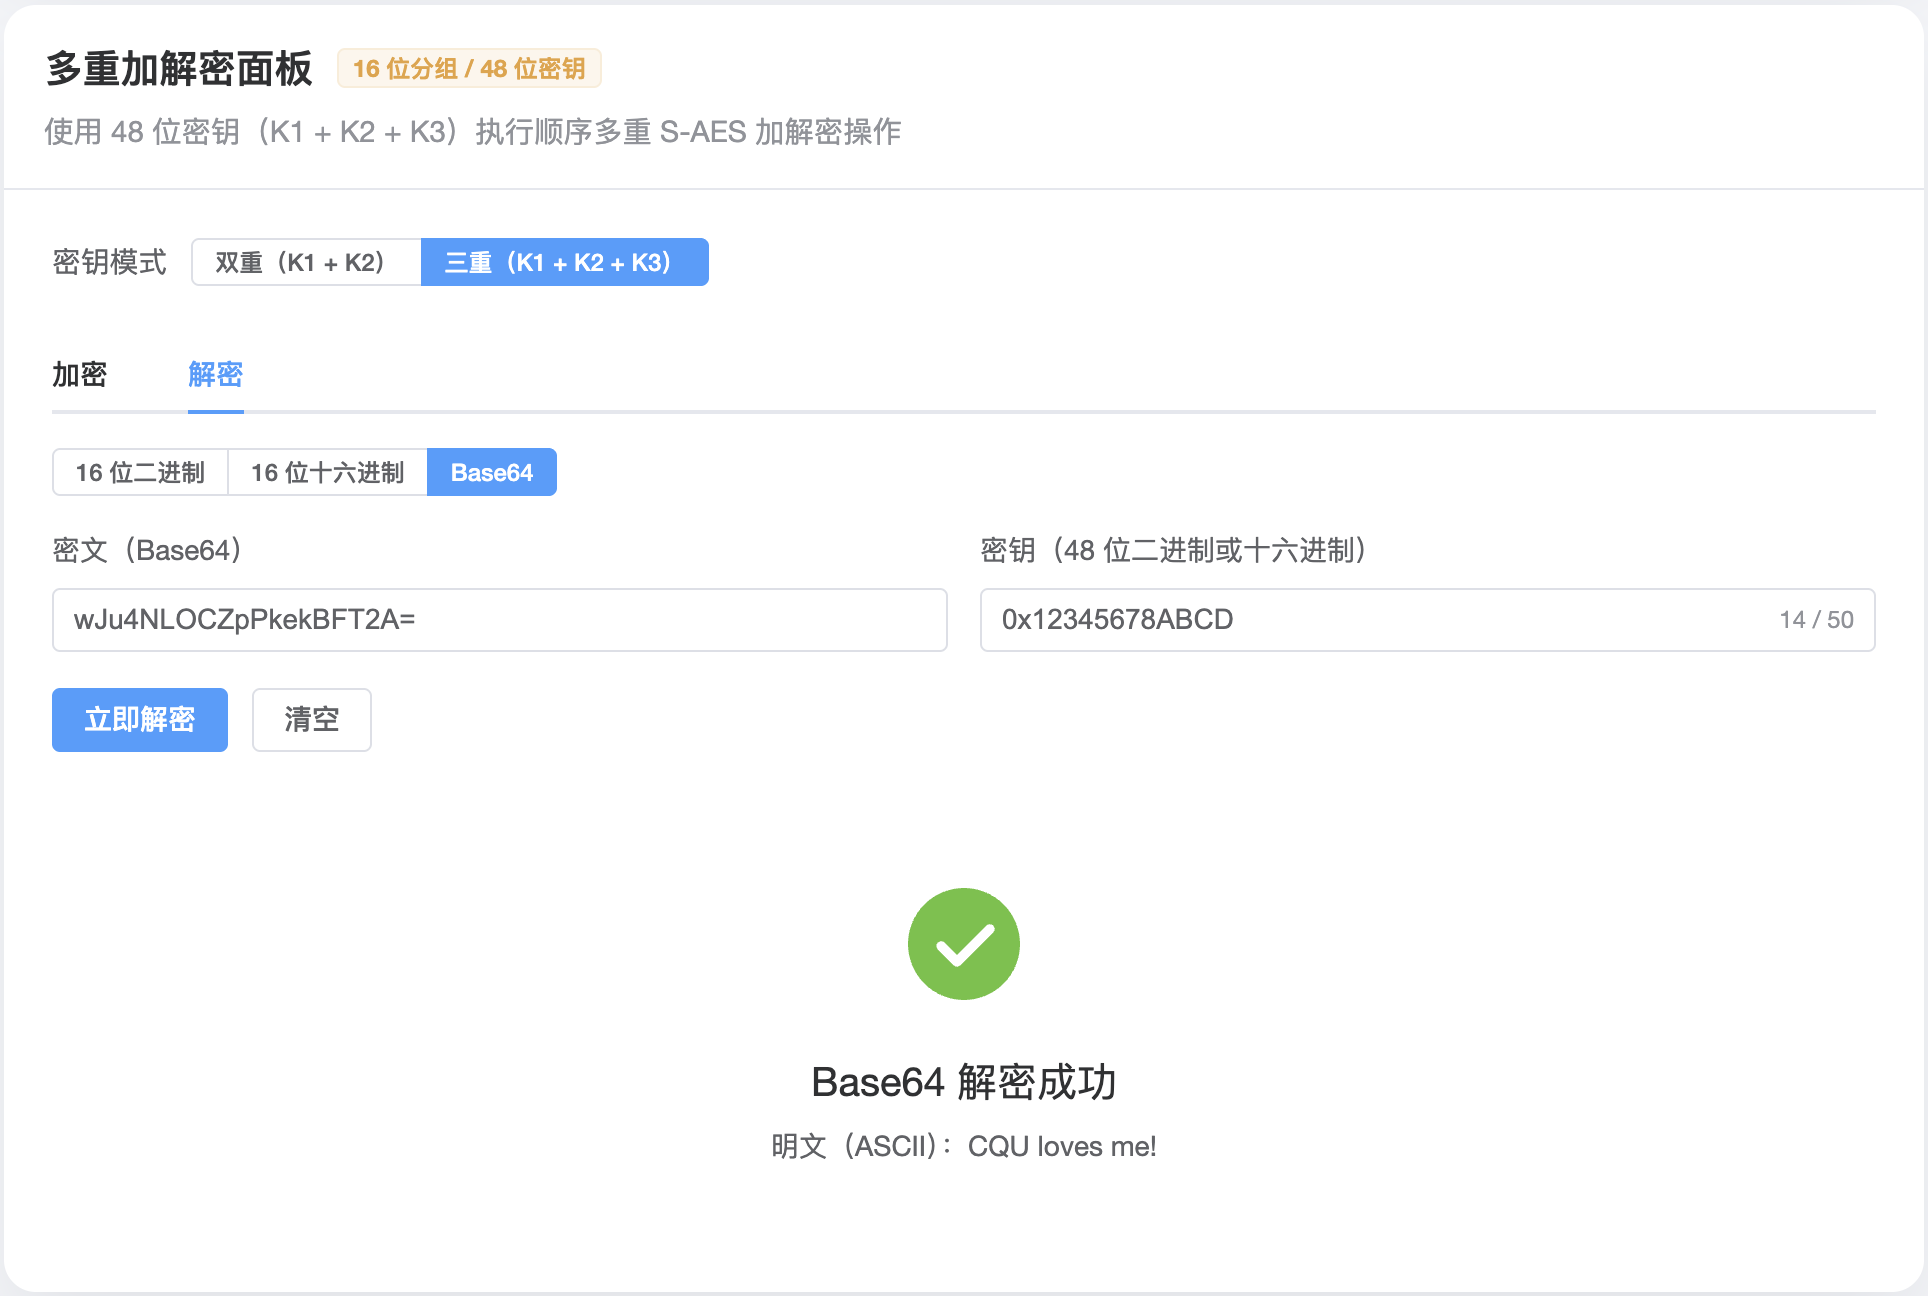 多重加解密面板 16 位分组 / 48 位密钥
使用 48 位密钥（K1 + K2 + K3）执行顺序多重 S-AES 加解密操作
密钥模式 双重（K1 + K2） 三重（K1 + K2 + K3）
加密 解密
16 位二进制 16 位十六进制 Base64
密文（Base64） 密钥（48 位二进制或十六进制）
wJu4NLOCZpPkekBFT2A= 0x12345678ABCD 14 / 50
立即解密 清空
Base64 解密成功
明文（ASCII）：CQU loves me!